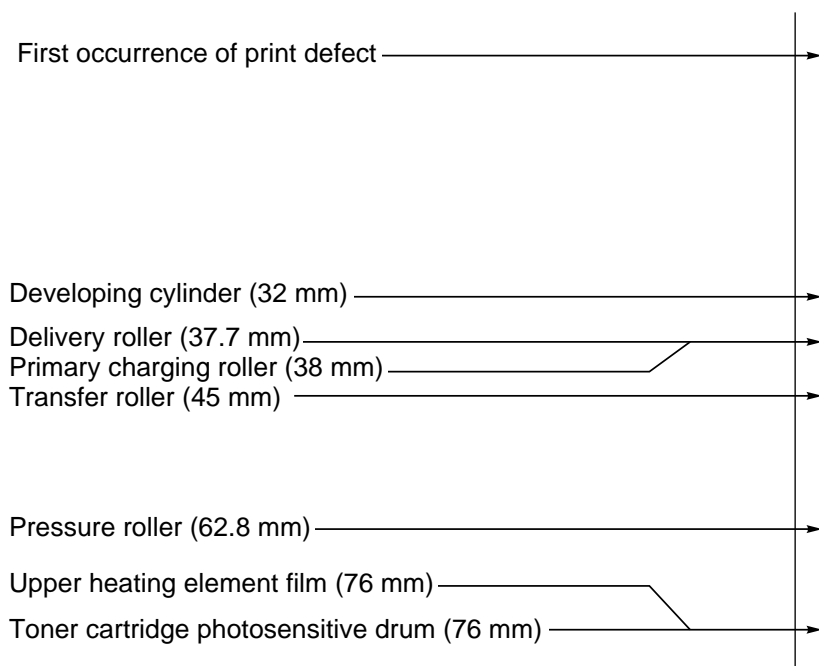 First occurrence of print defect
Developing cylinder (32 mm)
Delivery roller (37.7 mm)
Primary charging roller (38 mm)
Transfer roller (45 mm)
Pressure roller (62.8 mm)
Upper heating element film (76 mm)
Toner cartridge photosensitive drum (76 mm)